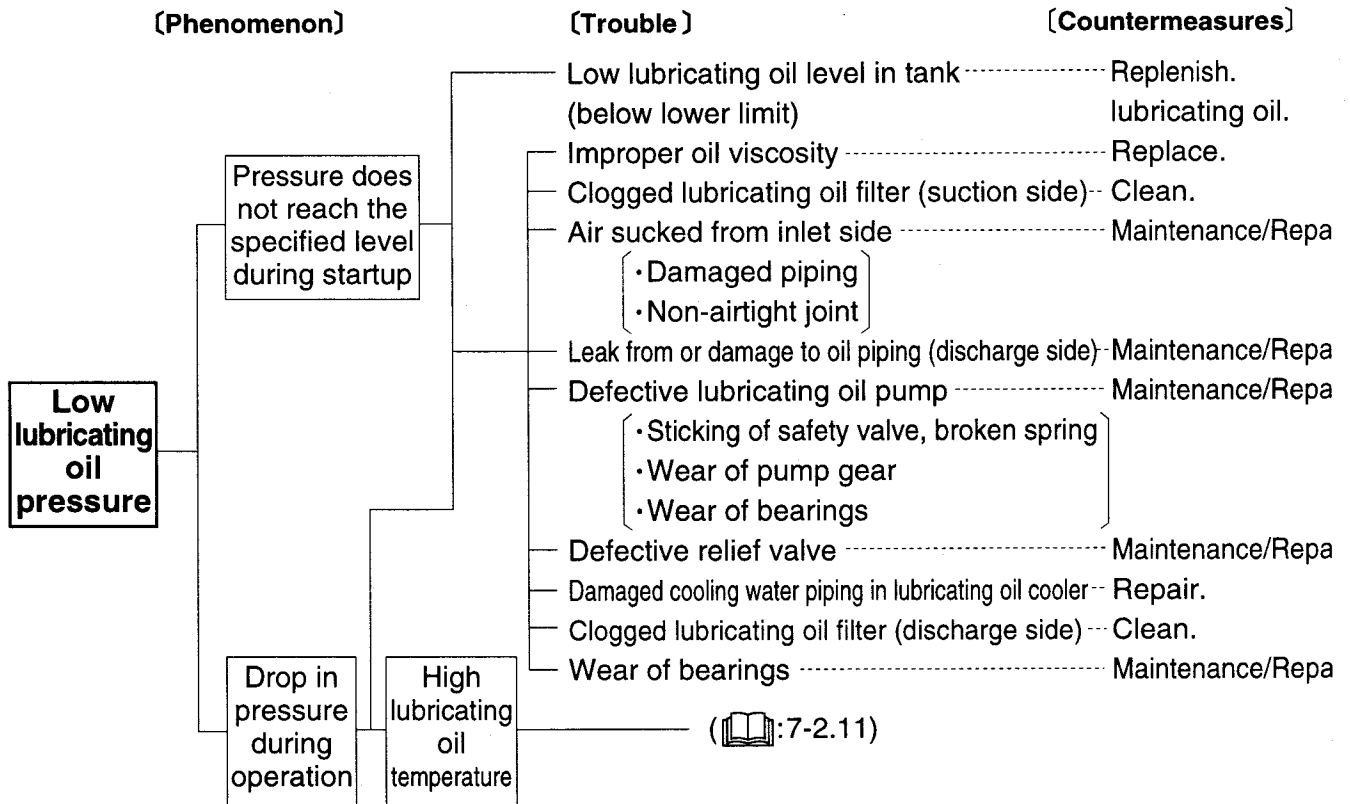 〔Phenomenon〕 〔Trouble〕 〔Countermeasures〕
Low lubricating oil level in tank Replenish.
(below lower limit) lubricating oil.
Improper oil viscosity Replace.
Clogged lubricating oil filter (suction side) Clean.
Air sucked from inlet side Maintenance/Repa
・Damaged piping
・Non-airtight joint
Leak from or damage to oil piping (discharge side) Maintenance/Repa
Defective lubricating oil pump Maintenance/Repa
・Sticking of safety valve, broken spring
・Wear of pump gear
・Wear of bearings
Defective relief valve Maintenance/Repa
Damaged cooling water piping in lubricating oil cooler Repair.
Clogged lubricating oil filter (discharge side) Clean.
Wear of bearings Maintenance/Repa
(:7-2.11)
Pressure does
not reach the
specified level
during startup
Low
lubricating
oil
pressure
Drop in
pressure
during
operation
High
lubricating
oil
temperature